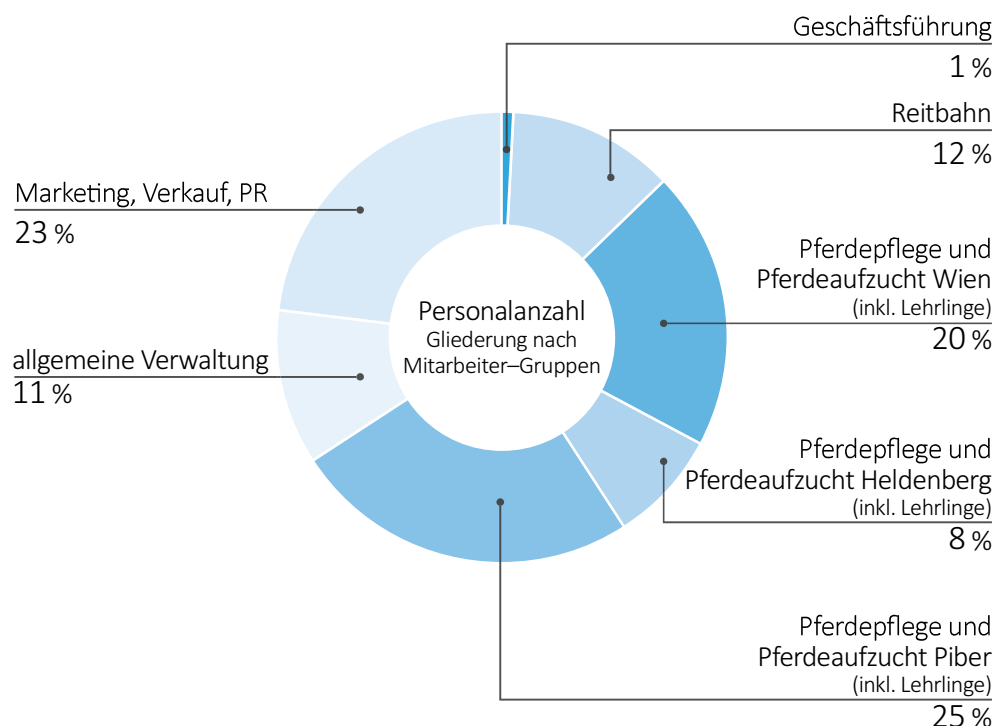 Geschäftsführung
1 %
Reitbahn
12 %
Marketing, Verkauf, PR
23 %
Pferdepflege und
Pferdeaufzucht Wien
(inkl. Lehrlinge)
20 %
Personalanzahl
Gliederung nach
Mitarbeiter–Gruppen
allgemeine Verwaltung
11 %
Pferdepflege und
Pferdeaufzucht Heldenberg
(inkl. Lehrlinge)
8 %
Pferdepflege und
Pferdeaufzucht Piber
(inkl. Lehrlinge)
25 %